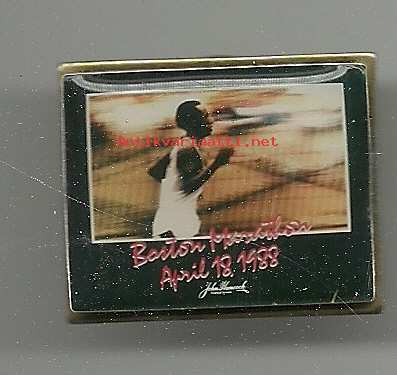 Antikvariaatti.net
Boston Marathon
April 18, 1988
John Hancock